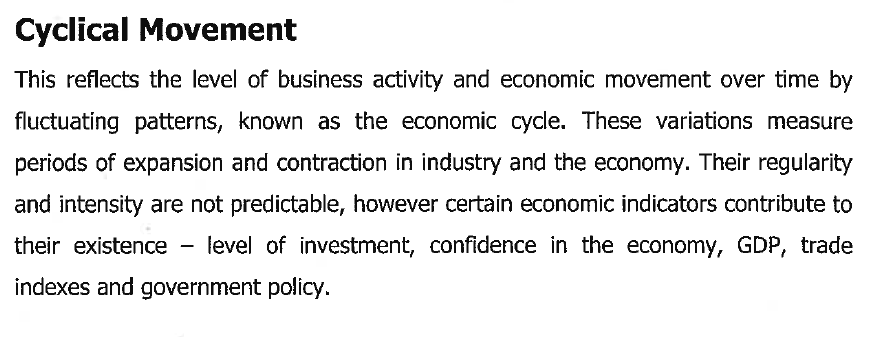 Cyclical Movement
This reflects the level of business activity and economic movement over time by
fluctuating patterns, known as the economic cycle. These variations measure
periods of expansion and contraction in industry and the economy. Their regularity
and intensity are not predictable, however certain economic indicators contribute to
their existence – level of investment, confidence in the economy, GDP, trade
indexes and government policy.